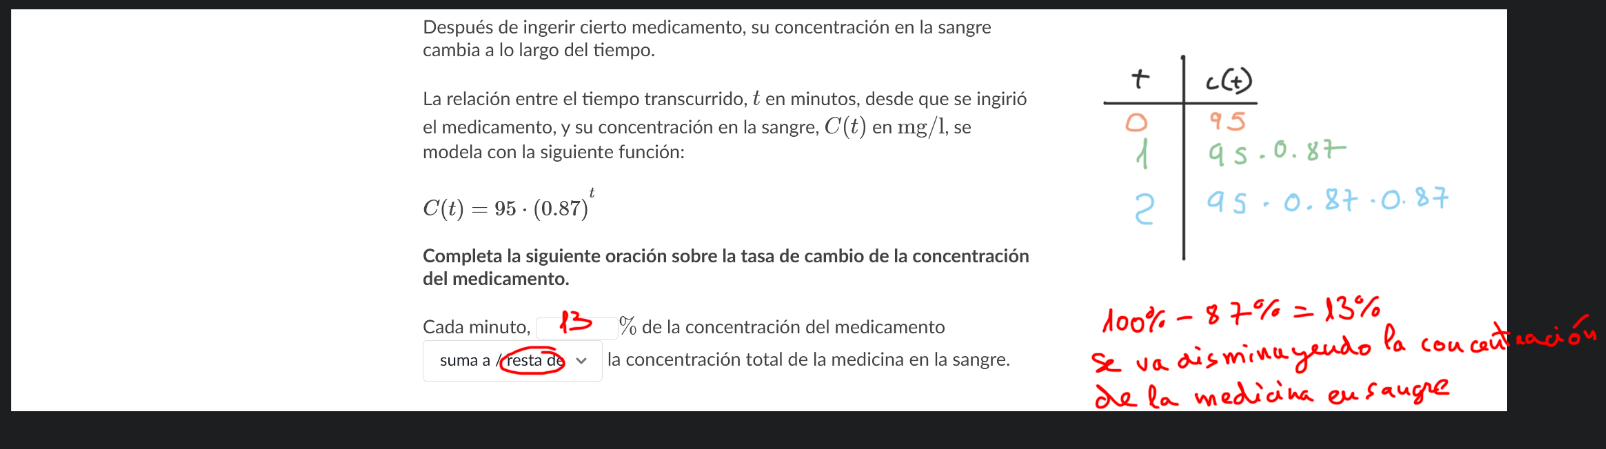 Después de ingerir cierto medicamento, su concentración en la sangre
cambia a lo largo del tiempo.
La relación entre el tiempo transcurrido, t en minutos, desde que se ingirió
el medicamento, y su concentración en la sangre, C(t) en mg/l, se
modela con la siguiente función:
C(t) = 95 · (0.87)^t
Completa la siguiente oración sobre la tasa de cambio de la concentración
del medicamento.
Cada minuto, 13 % de la concentración del medicamento
suma a / resta de la concentración total de la medicina en la sangre.
t c(t)
0 95
1 95 . 0.87
2 95 . 0.87 . 0.87
100% - 87% = 13%
se va disminuyendo la concentración
de la medicina en sangre